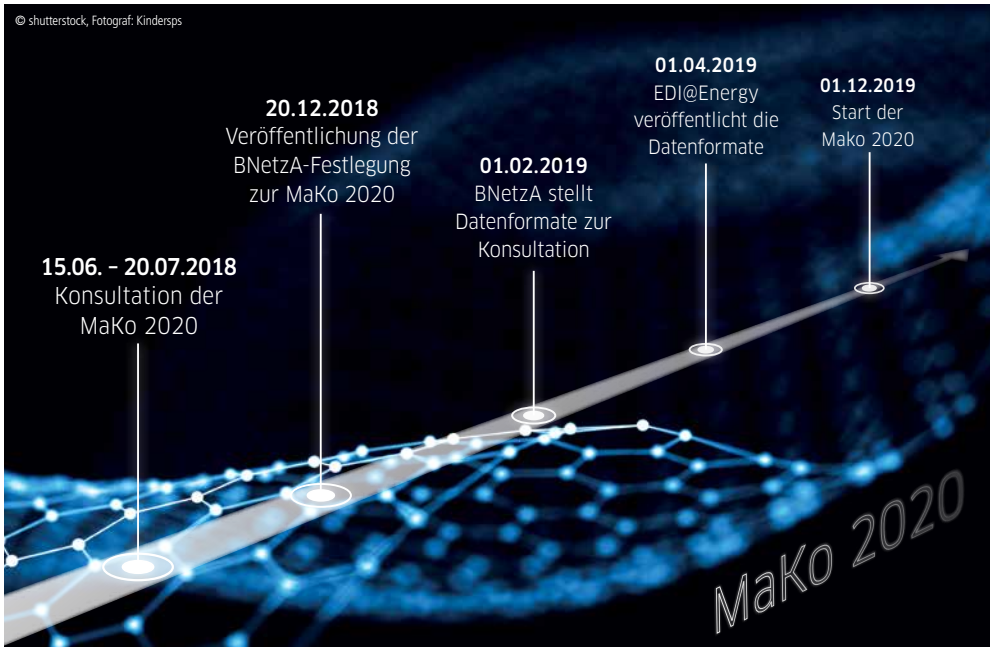 © shutterstock, Fotograf: Kindersps
15.06. – 20.07.2018
Konsultation der
MaKo 2020
20.12.2018
Veröffentlichung der
BNetzA-Festlegung
zur MaKo 2020
01.02.2019
BNetzA stellt
Datenformate zur
Konsultation
01.04.2019
EDI@Energy
veröffentlicht die
Datenformate
01.12.2019
Start der
Mako 2020
MaKo 2020